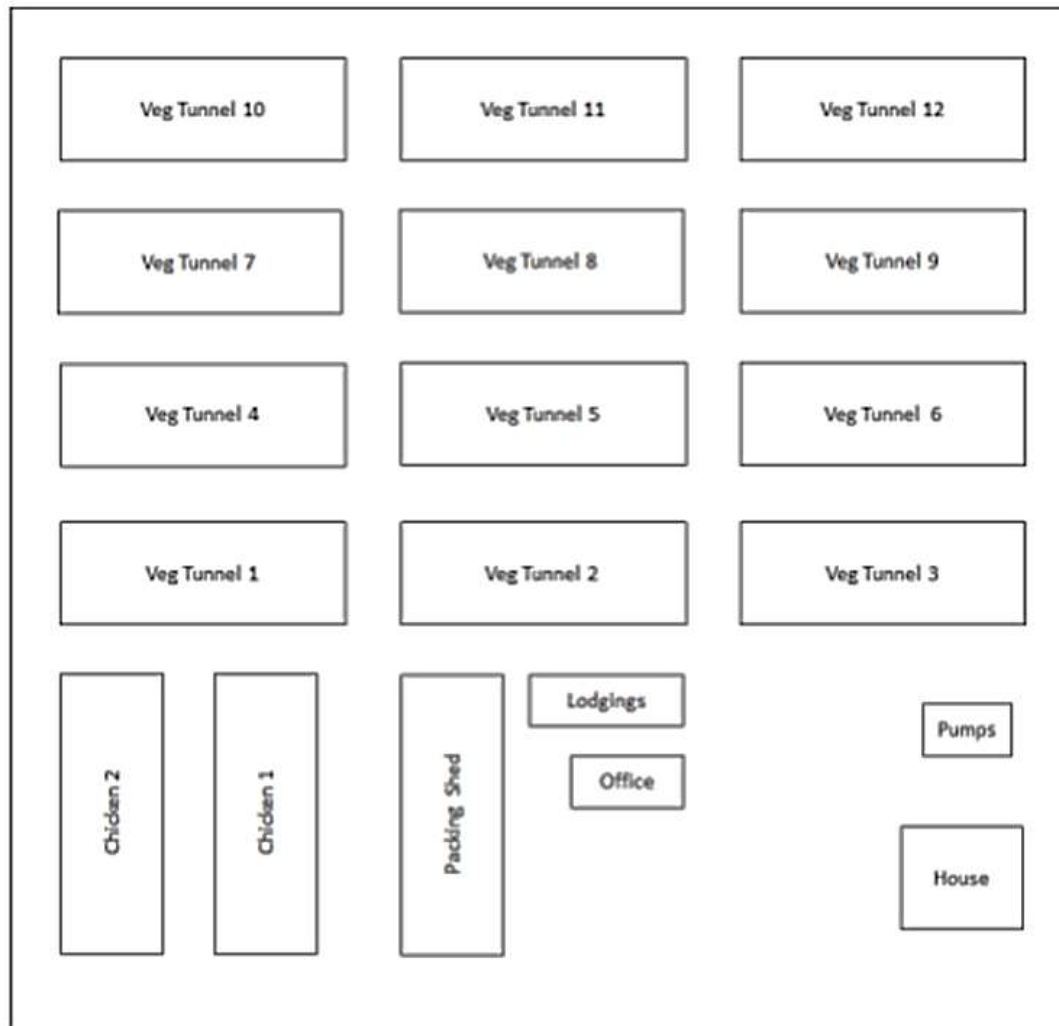 Veg Tunnel 10
Veg Tunnel 11
Veg Tunnel 12
Veg Tunnel 7
Veg Tunnel 8
Veg Tunnel 9
Veg Tunnel 4
Veg Tunnel 5
Veg Tunnel 6
Veg Tunnel 1
Veg Tunnel 2
Veg Tunnel 3
Chicken 2
Chicken 1
Packing Shed
Lodgings
Office
Pumps
House